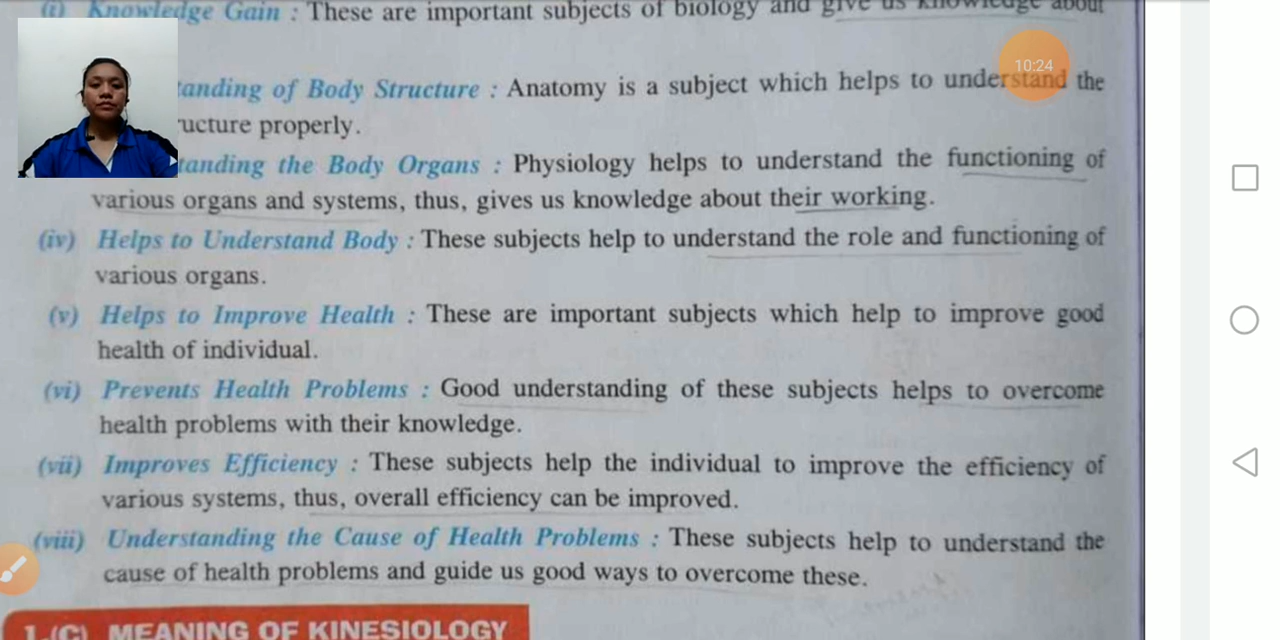 (i) Knowledge Gain : These are important subjects of biology and give us knowledge about
10:24
tanding of Body Structure : Anatomy is a subject which helps to understand the
ucture properly.
tanding the Body Organs : Physiology helps to understand the functioning of
various organs and systems, thus, gives us knowledge about their working.
(iv) Helps to Understand Body : These subjects help to understand the role and functioning of
various organs.
(v) Helps to Improve Health : These are important subjects which help to improve good
health of individual.
(vi) Prevents Health Problems : Good understanding of these subjects helps to overcome
health problems with their knowledge.
(vii) Improves Efficiency : These subjects help the individual to improve the efficiency of
various systems, thus, overall efficiency can be improved.
(viii) Understanding the Cause of Health Problems : These subjects help to understand the
cause of health problems and guide us good ways to overcome these.
1.(C) MEANING OF KINESIOLOGY